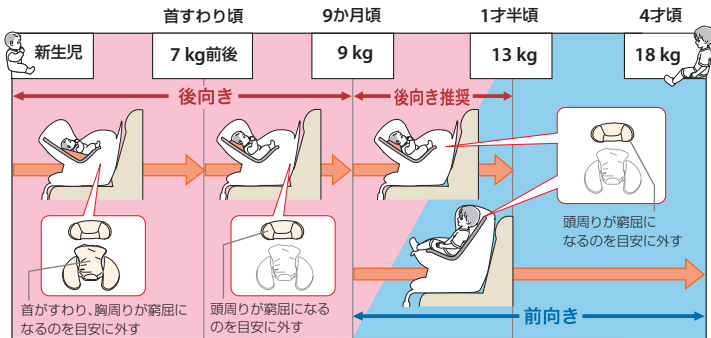 首すわり頃
9か月頃
1才半頃
4才頃
新生児
7 kg前後
9 kg
13 kg
18 kg
後向き
後向き推奨
首がすわり、胸周りが窮屈に
なるのを目安に外す
頭周りが窮屈になる
のを目安に外す
頭周りが窮屈に
なるのを目安に外す
前向き